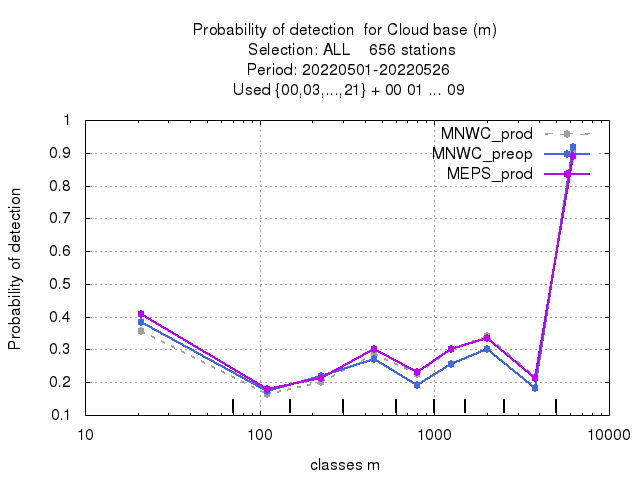 Probability of detection  for Cloud base (m)
Selection: ALL    656 stations
Period: 20220501-20220526
Used {00,03,...,21} + 00 01 ... 09
MNWC_prod
MNWC_preop
MEPS_prod
Probability of detection
1
0.9
0.8
0.7
0.6
0.5
0.4
0.3
0.2
0.1
10
100
1000
10000
classes m